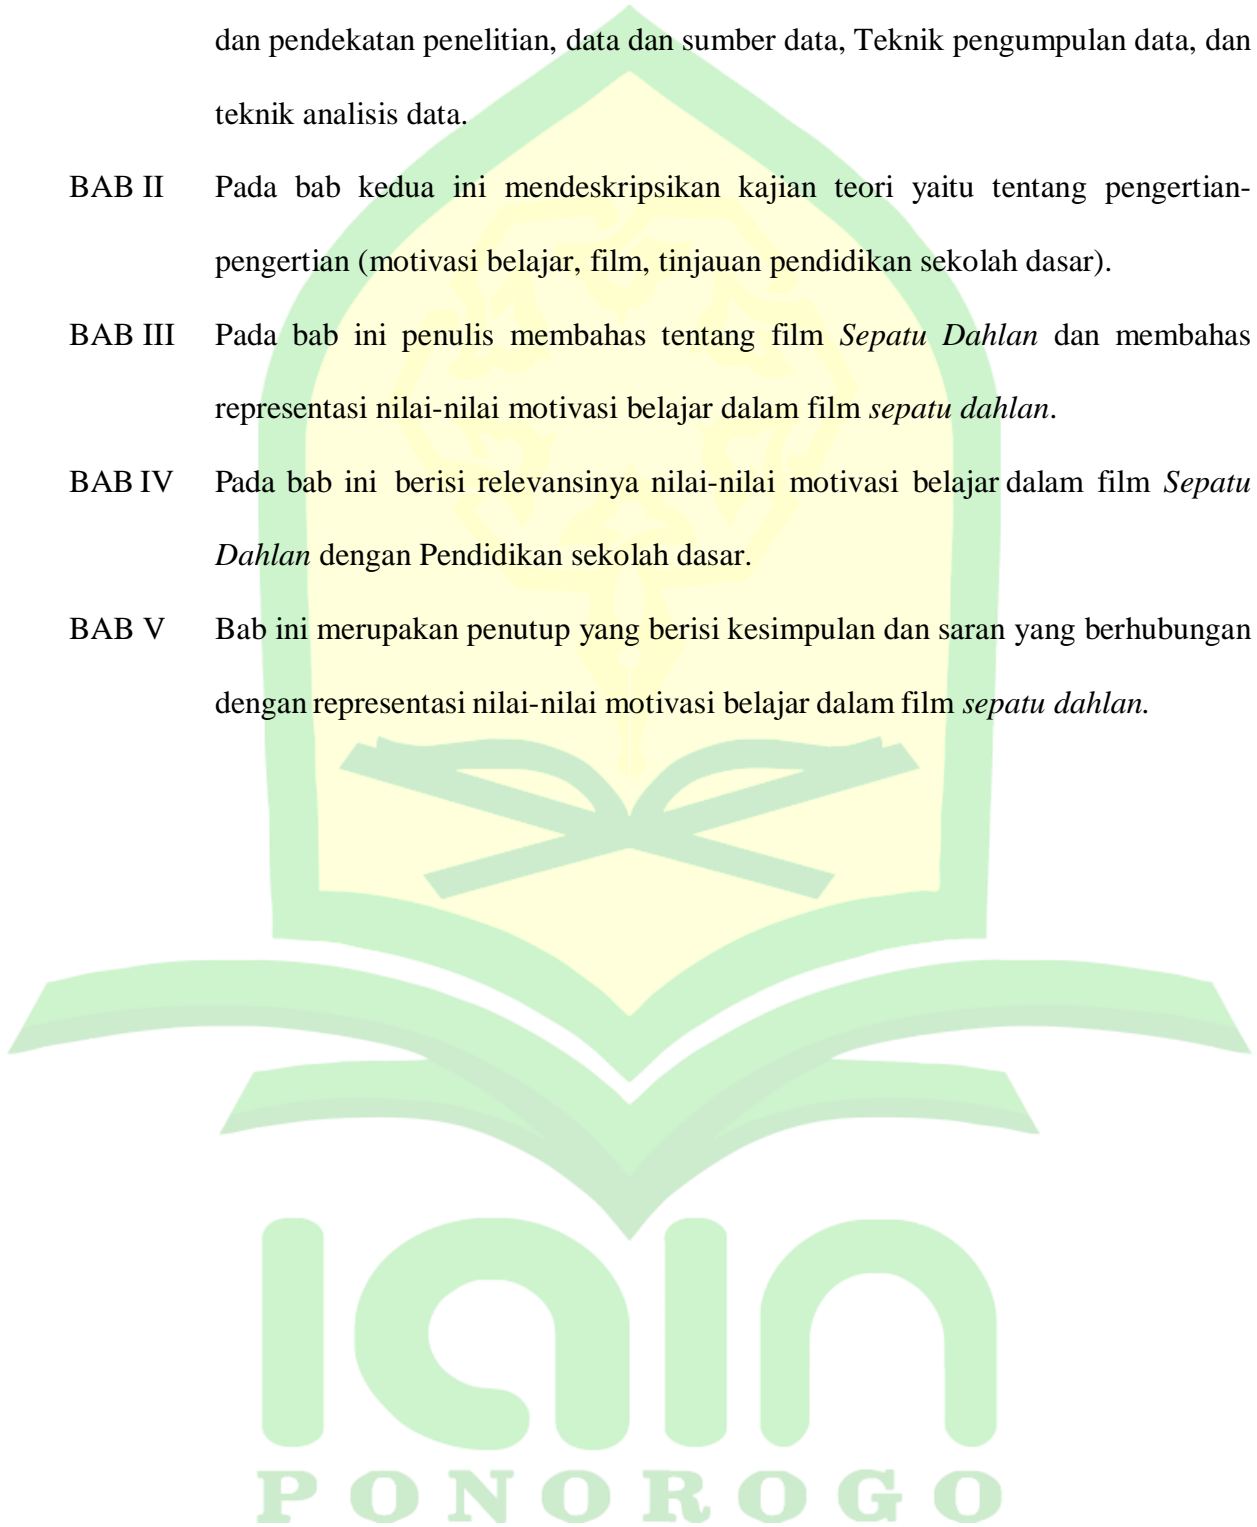 dan pendekatan penelitian, data dan sumber data, Teknik pengumpulan data, dan
teknik analisis data.
BAB II Pada bab kedua ini mendeskripsikan kajian teori yaitu tentang pengertian-
pengertian (motivasi belajar, film, tinjauan pendidikan sekolah dasar).
BAB III Pada bab ini penulis membahas tentang film Sepatu Dahlan dan membahas
representasi nilai-nilai motivasi belajar dalam film sepatu dahlan.
BAB IV Pada bab ini berisi relevansinya nilai-nilai motivasi belajar dalam film Sepatu
Dahlan dengan Pendidikan sekolah dasar.
BAB V Bab ini merupakan penutup yang berisi kesimpulan dan saran yang berhubungan
dengan representasi nilai-nilai motivasi belajar dalam film sepatu dahlan.
iain
PONOROGO